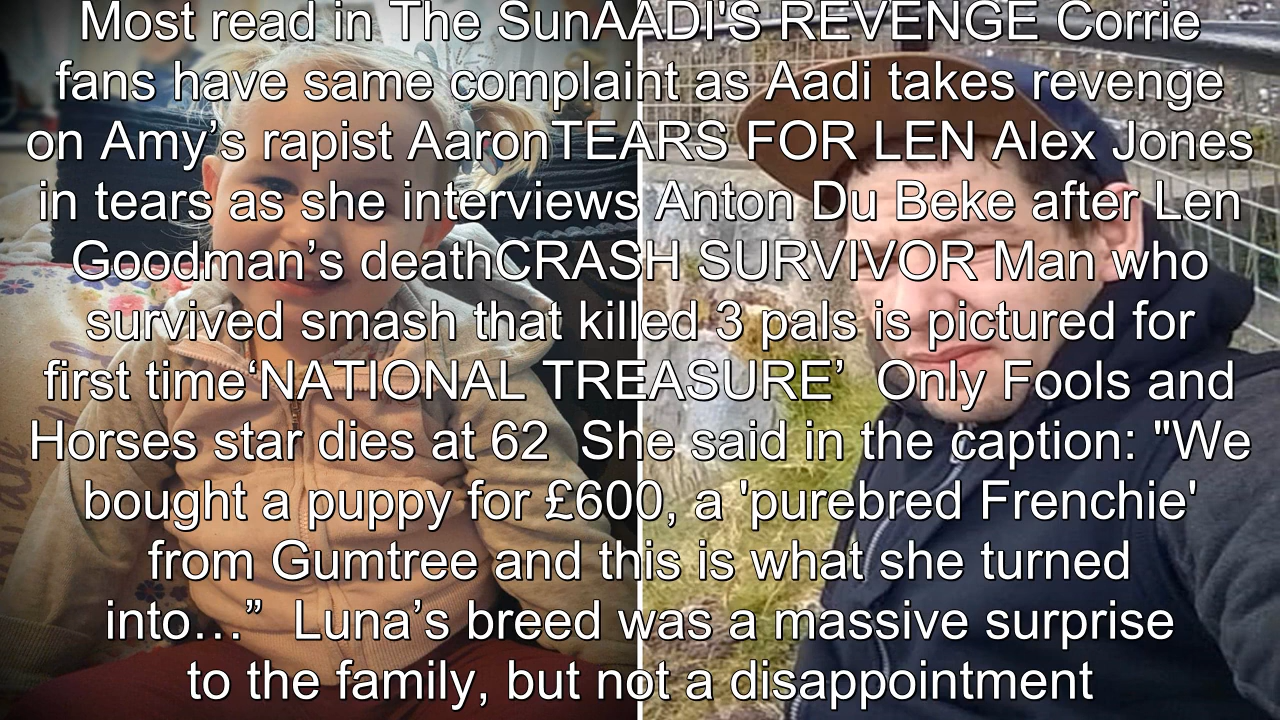 Most read in The SunAADI'S REVENGE Corrie
fans have same complaint as Aadi takes revenge
on Amy’s rapist AaronTEARS FOR LEN Alex Jones
in tears as she interviews Anton Du Beke after Len
Goodman’s deathCRASH SURVIVOR Man who
survived smash that killed 3 pals is pictured for
first time‘NATIONAL TREASURE’  Only Fools and
Horses star dies at 62  She said in the caption: "We
bought a puppy for £600, a 'purebred Frenchie'
from Gumtree and this is what she turned
into…”  Luna’s breed was a massive surprise
to the family, but not a disappointment